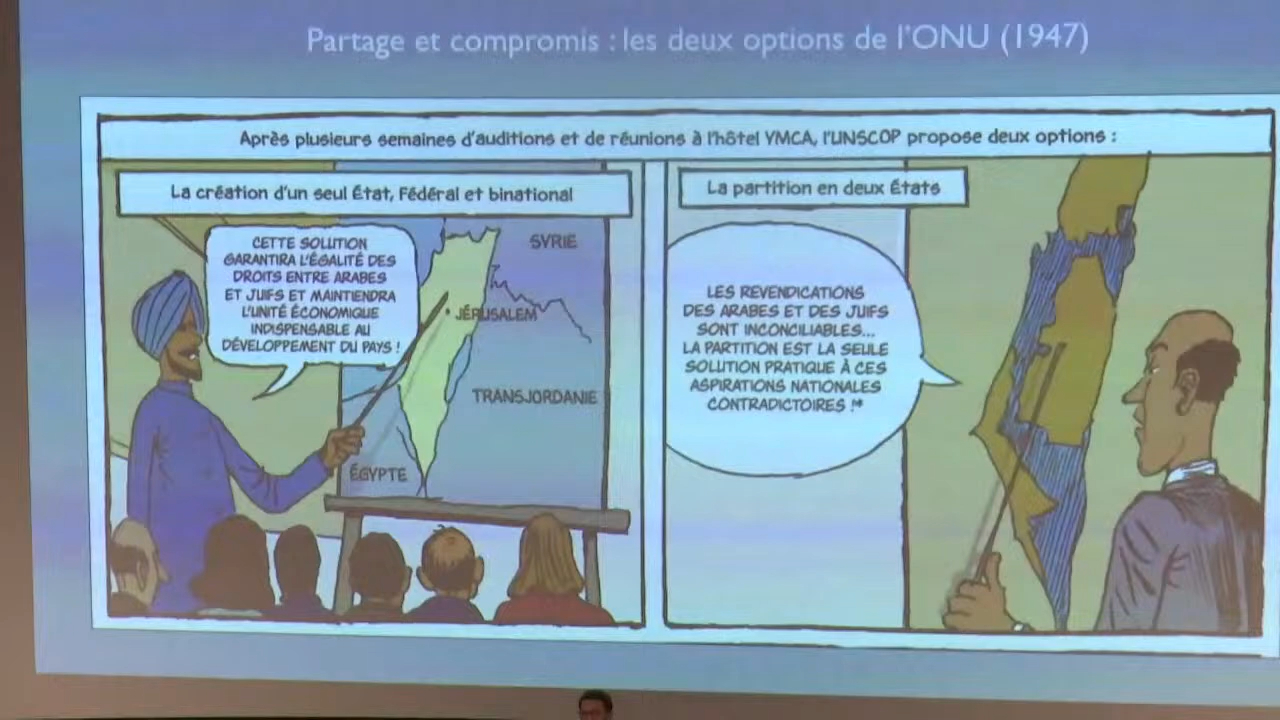 Partage et compromis : les deux options de l'ONU (1947)
Après plusieurs semaines d'auditions et de réunions à l'hôtel YMCA, l'UNSCOP propose deux options :
La création d'un seul État, Fédéral et binational
CETTE SOLUTION
GARANTIRA L'ÉGALITÉ DES
DROITS ENTRE ARABES
ET JUIFS ET MAINTIENDRA
L'UNITÉ ÉCONOMIQUE
INDISPENSABLE AU
DÉVELOPPEMENT DU PAYS !
SYRIE
JÉRUSALEM
TRANSJORDANIE
ÉGYPTE
La partition en deux États
LES REVENDICATIONS
DES ARABES ET DES JUIFS
SONT INCONCILIABLES...
LA PARTITION EST LA SEULE
SOLUTION PRATIQUE À CES
ASPIRATIONS NATIONALES
CONTRADICTOIRES !